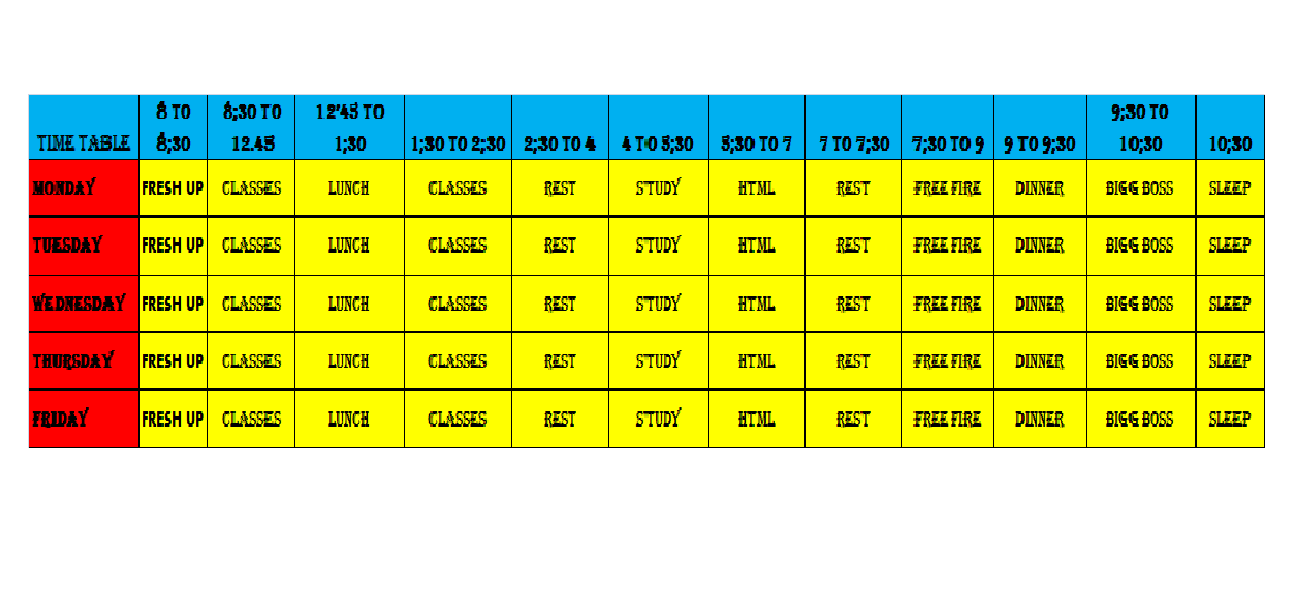 8 TO 8;30 TO 12'45 TO 9;30 TO
TIME TABLE 8;30 12.45 1;30 1;30 TO 2;30 2;30 TO 4 4 TO 5;30 5;30 TO 7 7 TO 7;30 7;30 TO 9 9 TO 9;30 10;30 10;30
MONDAY FRESH UP CLASSES LUNCH CLASSES REST STUDY HTML REST FREE FIRE DINNER BIGG BOSS SLEEP
TUESDAY FRESH UP CLASSES LUNCH CLASSES REST STUDY HTML REST FREE FIRE DINNER BIGG BOSS SLEEP
WEDNESDAY FRESH UP CLASSES LUNCH CLASSES REST STUDY HTML REST FREE FIRE DINNER BIGG BOSS SLEEP
THURSDAY FRESH UP CLASSES LUNCH CLASSES REST STUDY HTML REST FREE FIRE DINNER BIGG BOSS SLEEP
FRIDAY FRESH UP CLASSES LUNCH CLASSES REST STUDY HTML REST FREE FIRE DINNER BIGG BOSS SLEEP